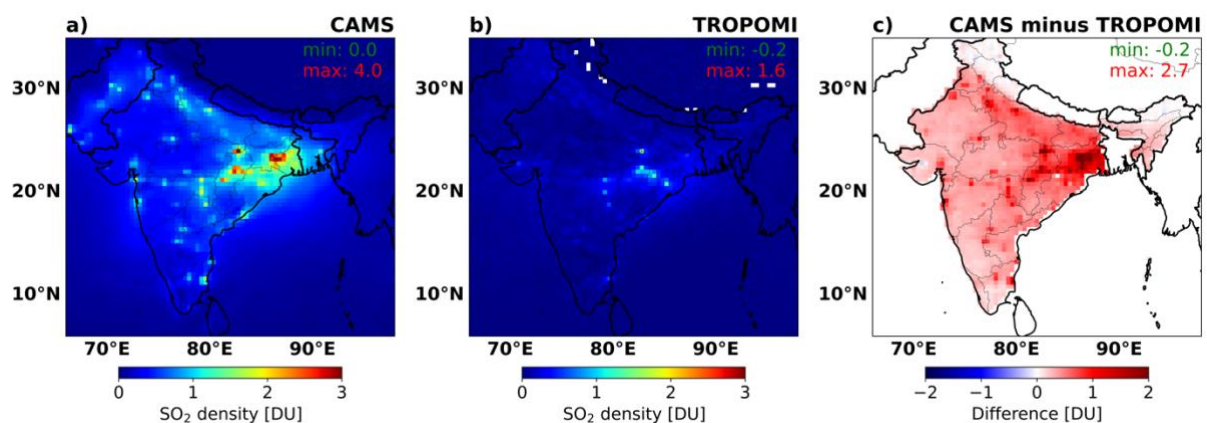 a) CAMS
min: 0.0
max: 4.0
30°N
20°N
10°N
70°E 80°E 90°E
0 1 2 3
SO₂ density [DU]
b) TROPOMI
min: -0.2
max: 1.6
30°N
20°N
10°N
70°E 80°E 90°E
0 1 2 3
SO₂ density [DU]
c) CAMS minus TROPOMI
min: -0.2
max: 2.7
30°N
20°N
10°N
70°E 80°E 90°E
−2 −1 0 1 2
Difference [DU]